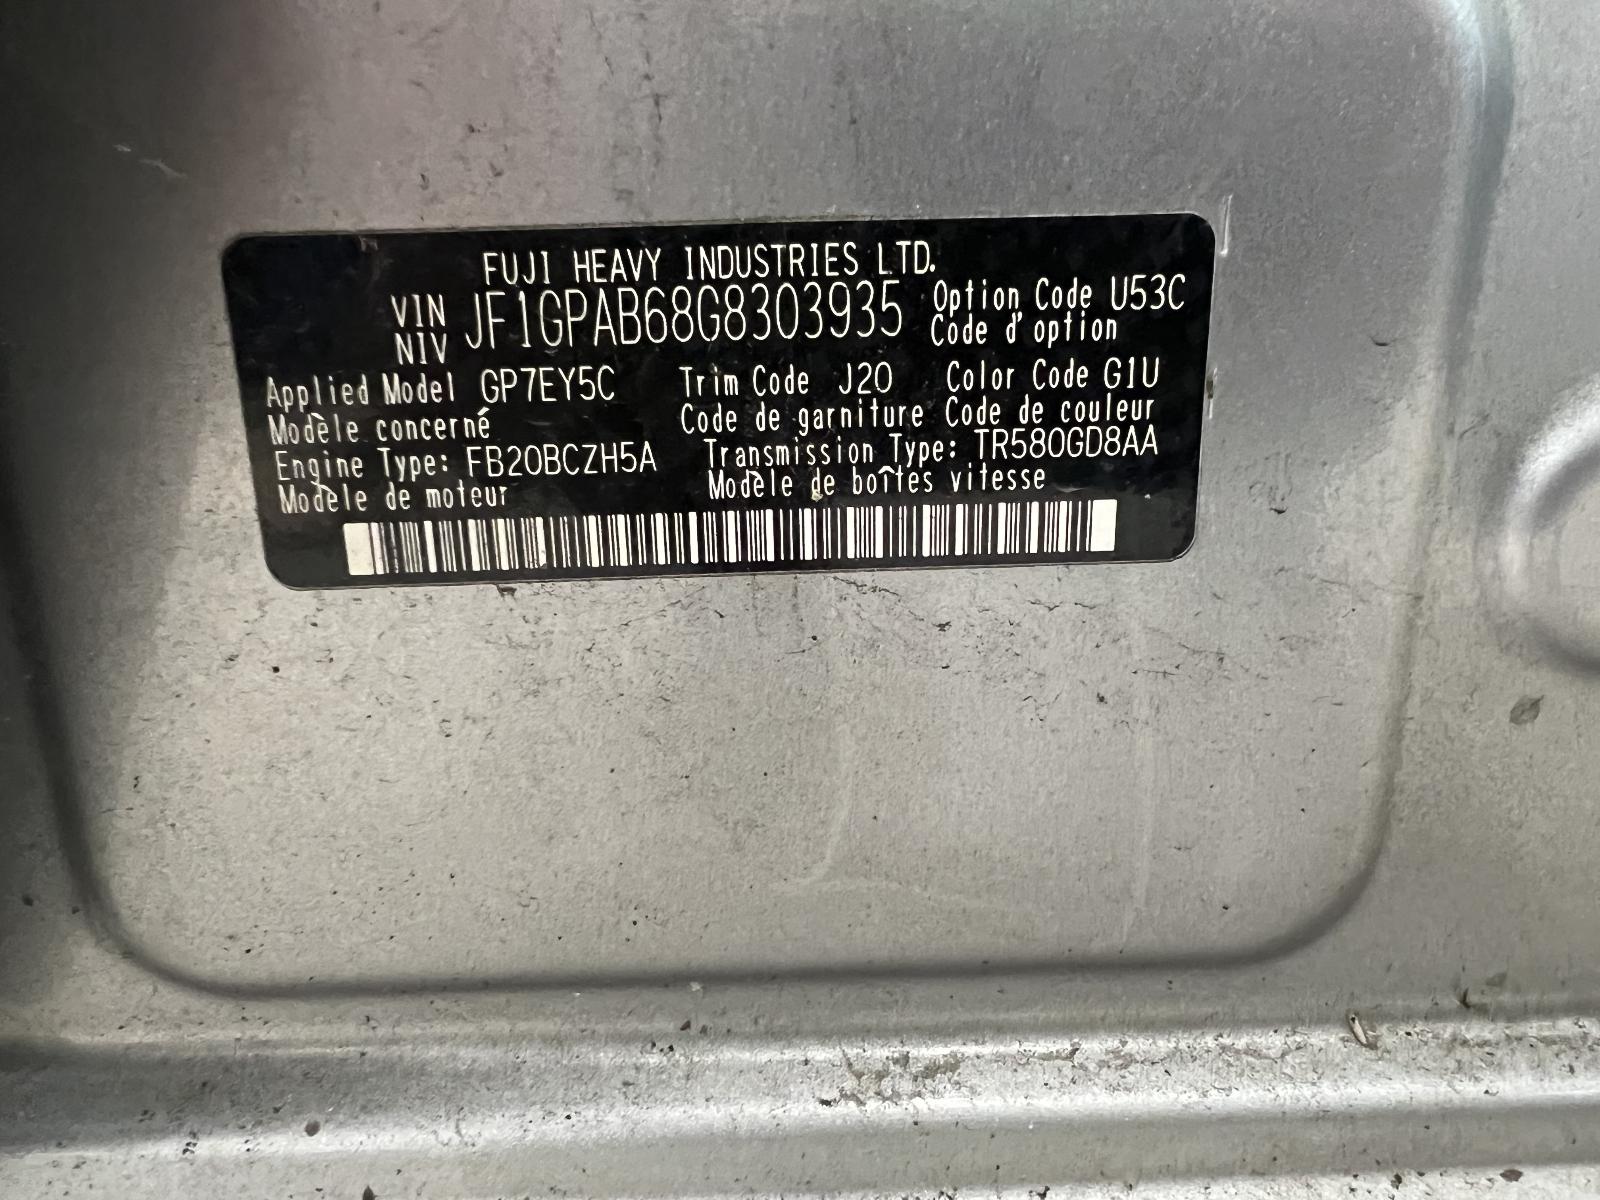 FUJI HEAVY INDUSTRIES LTD.
VIN JF1GPAB68G8303935 Option Code U53C
NIV Code d'option
Applied Model GP7EY5C Trim Code J20 Color Code G1U
Modèle concerné Code de garniture Code de couleur
Engine Type: FB20BCZH5A Transmission Type: TR580GD8AA
Modèle de moteur Modèle de boîtes vitesse